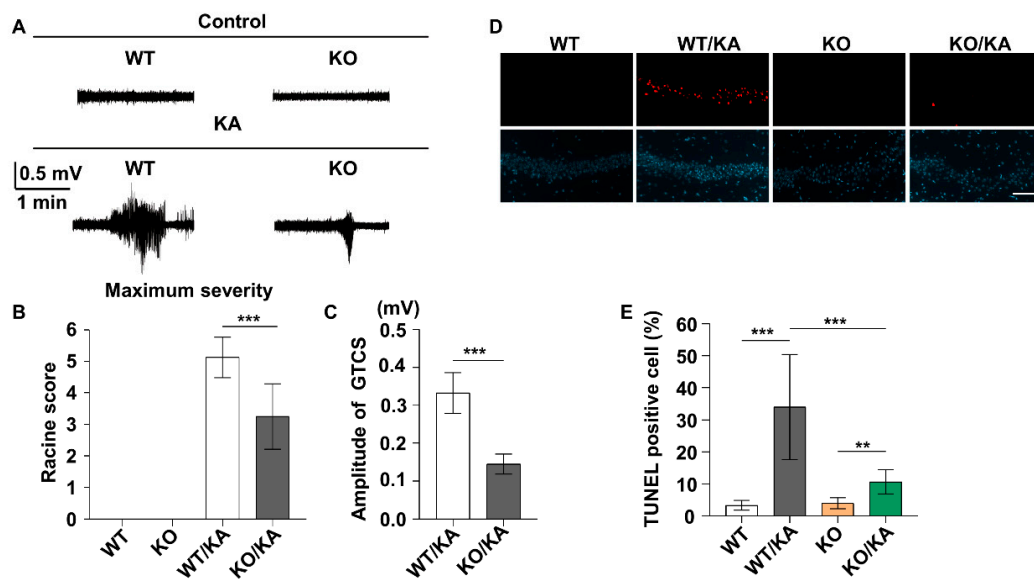 A
Control
WT KO
KA
WT KO
0.5 mV
1 min
D
WT WT/KA KO KO/KA
B
Maximum severity
Racine score
6
5
4
3
2
1
0
***
WT KO WT/KA KO/KA
C
(mV)
Amplitude of GTCS
0.5
0.4
0.3
0.2
0.1
0.0
***
WT/KA KO/KA
E
TUNEL positive cell (%)
60
50
40
30
20
10
0
*** ***
**
WT WT/KA KO KO/KA